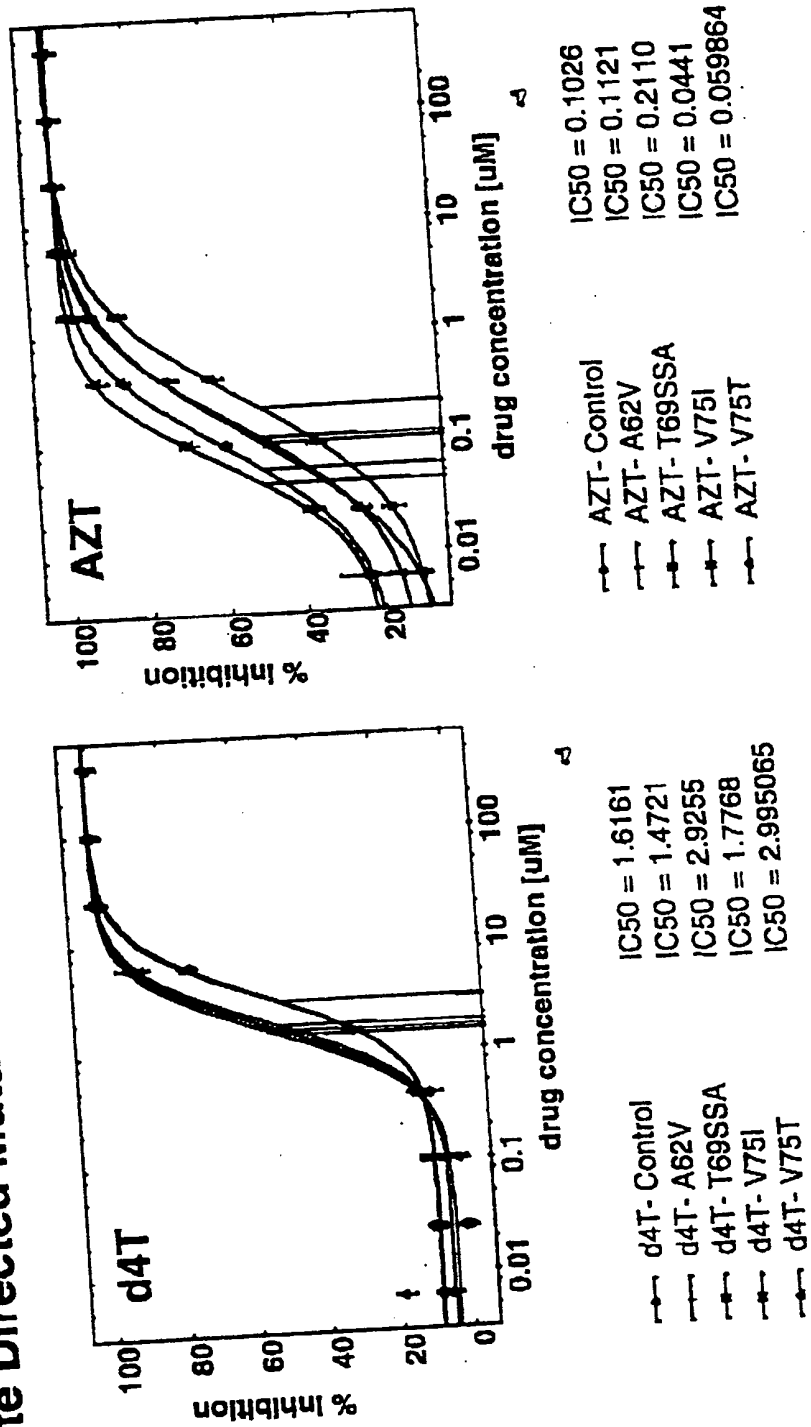 te Directed Muta
d4T
% inhibition
100
80
60
40
20
0
0.01
0.1
1
10
100
drug concentration [uM]
d4T- Control IC50 = 1.6161
d4T- A62V IC50 = 1.4721
d4T- T69SSA IC50 = 2.9255
d4T- V75I IC50 = 1.7768
d4T- V75T IC50 = 2.995065
AZT
% inhibition
100
80
60
40
20
0.01
0.1
1
10
100
drug concentration [uM]
AZT- Control IC50 = 0.1026
AZT- A62V IC50 = 0.1121
AZT- T69SSA IC50 = 0.2110
AZT- V75I IC50 = 0.0441
AZT- V75T IC50 = 0.059864